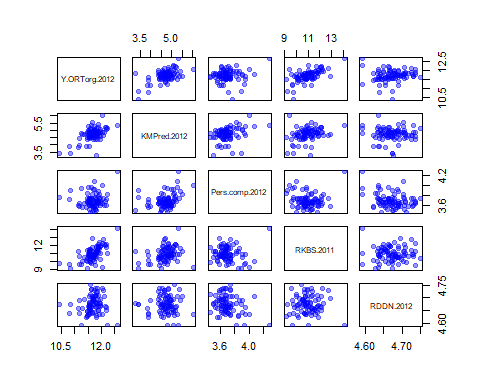 3.5 5.0 9 11 13
Y.ORTorg.2012 10.5 12.5
3.5 5.5 KMPred.2012
Pers.comp.2012 3.6 4.2
9 12 RKBS.2011
RDDN.2012 4.60 4.75
10.5 12.0 3.6 4.0 4.60 4.70